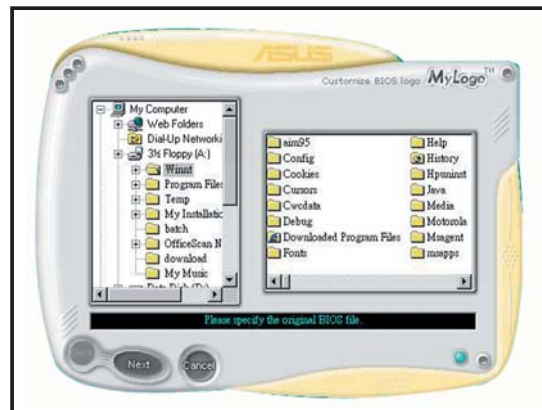 ASUS
Customize BIOS logo MyLogo™
My Computer
Web Folders
Dial-Up Networki
3½ Floppy (A:)
Winnt
Program Files
Temp
My Installatic
batch
OfficeScan N
download
My Music
Data Disk (D:)
aim95
Config
Cookies
Cursors
Cwcdata
Debug
Downloaded Program Files
Fonts
Help
History
Hpuninst
Java
Media
Motorola
Msagent
msapps
Please specify the original BIOS file.
Next
Cancel